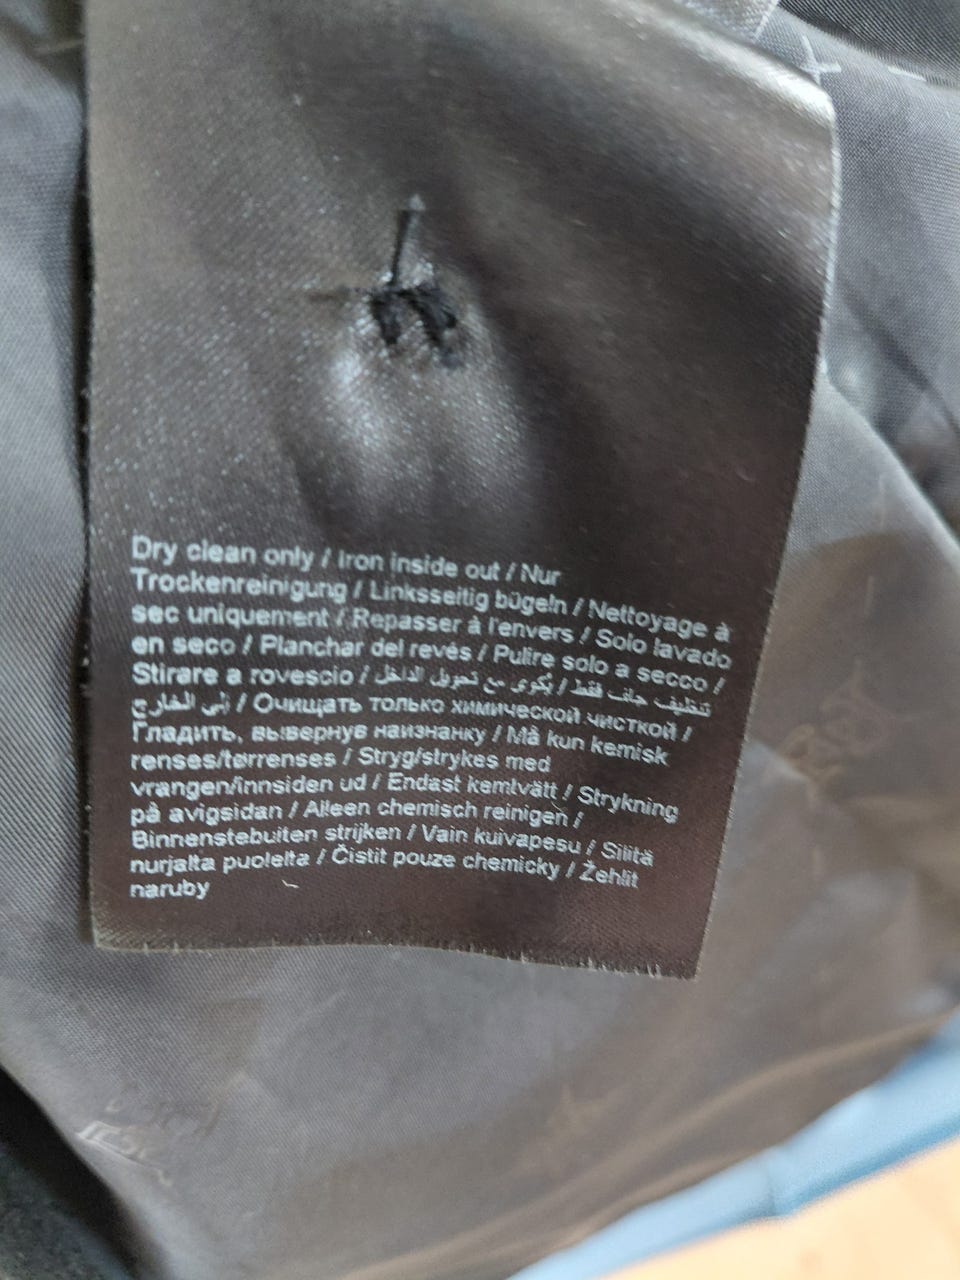 Dry clean only / Iron inside out / Nur
Trockenreinigung / Linksseitig bügeln / Nettoyage à
sec uniquement / Repasser à l'envers / Solo lavado
en seco / Planchar del revés / Pulire solo a secco /
Stirare a rovescio / تنظيف جاف فقط / يُكوى مع تحويل الداخل
إلى الخارج / Очищать только химической чисткой /
Гладить, вывернув наизнанку / Må kun kemisk
renses/tørrenses / Stryg/strykes med
vrangen/innsiden ud / Endast kemtvätt / Strykning
på avigsidan / Alleen chemisch reinigen /
Binnenstebuiten strijken / Vain kuivapesu / Silitä
nurjalta puolelta / Čistit pouze chemicky / Žehlit
naruby